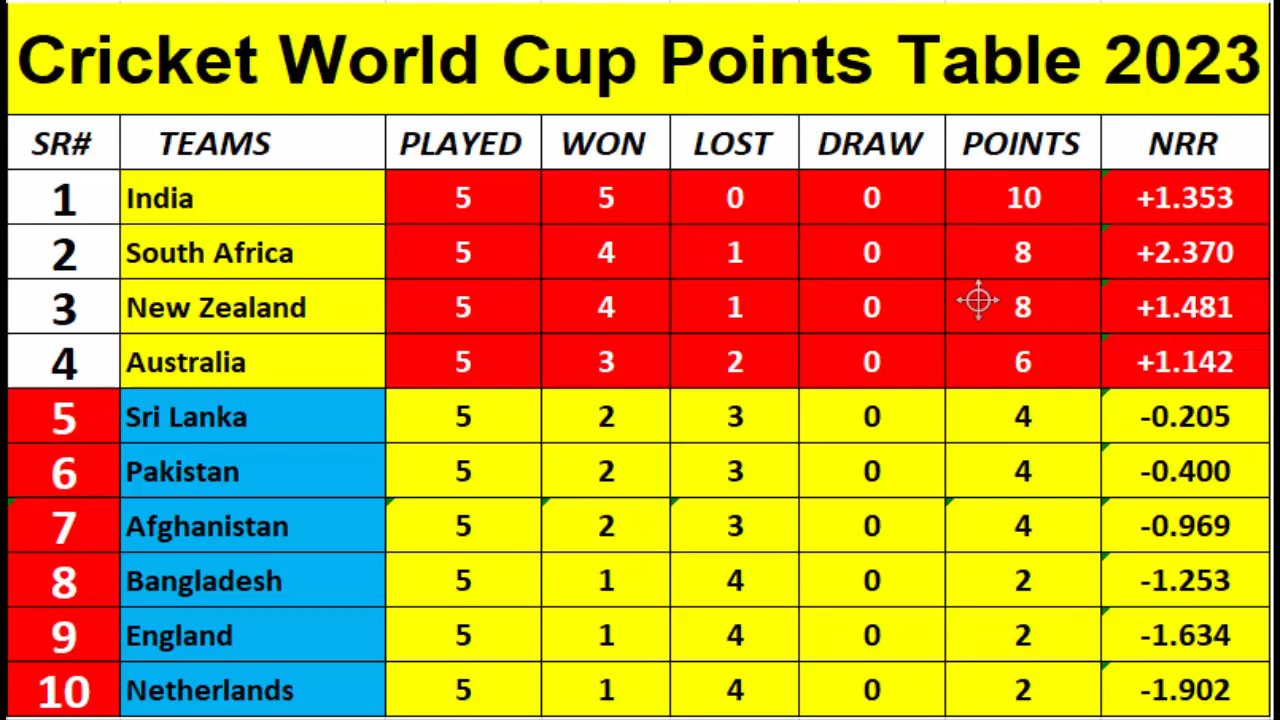 Cricket World Cup Points Table 2023
SR# TEAMS PLAYED WON LOST DRAW POINTS NRR
1 India 5 5 0 0 10 +1.353
2 South Africa 5 4 1 0 8 +2.370
3 New Zealand 5 4 1 0 8 +1.481
4 Australia 5 3 2 0 6 +1.142
5 Sri Lanka 5 2 3 0 4 -0.205
6 Pakistan 5 2 3 0 4 -0.400
7 Afghanistan 5 2 3 0 4 -0.969
8 Bangladesh 5 1 4 0 2 -1.253
9 England 5 1 4 0 2 -1.634
10 Netherlands 5 1 4 0 2 -1.902